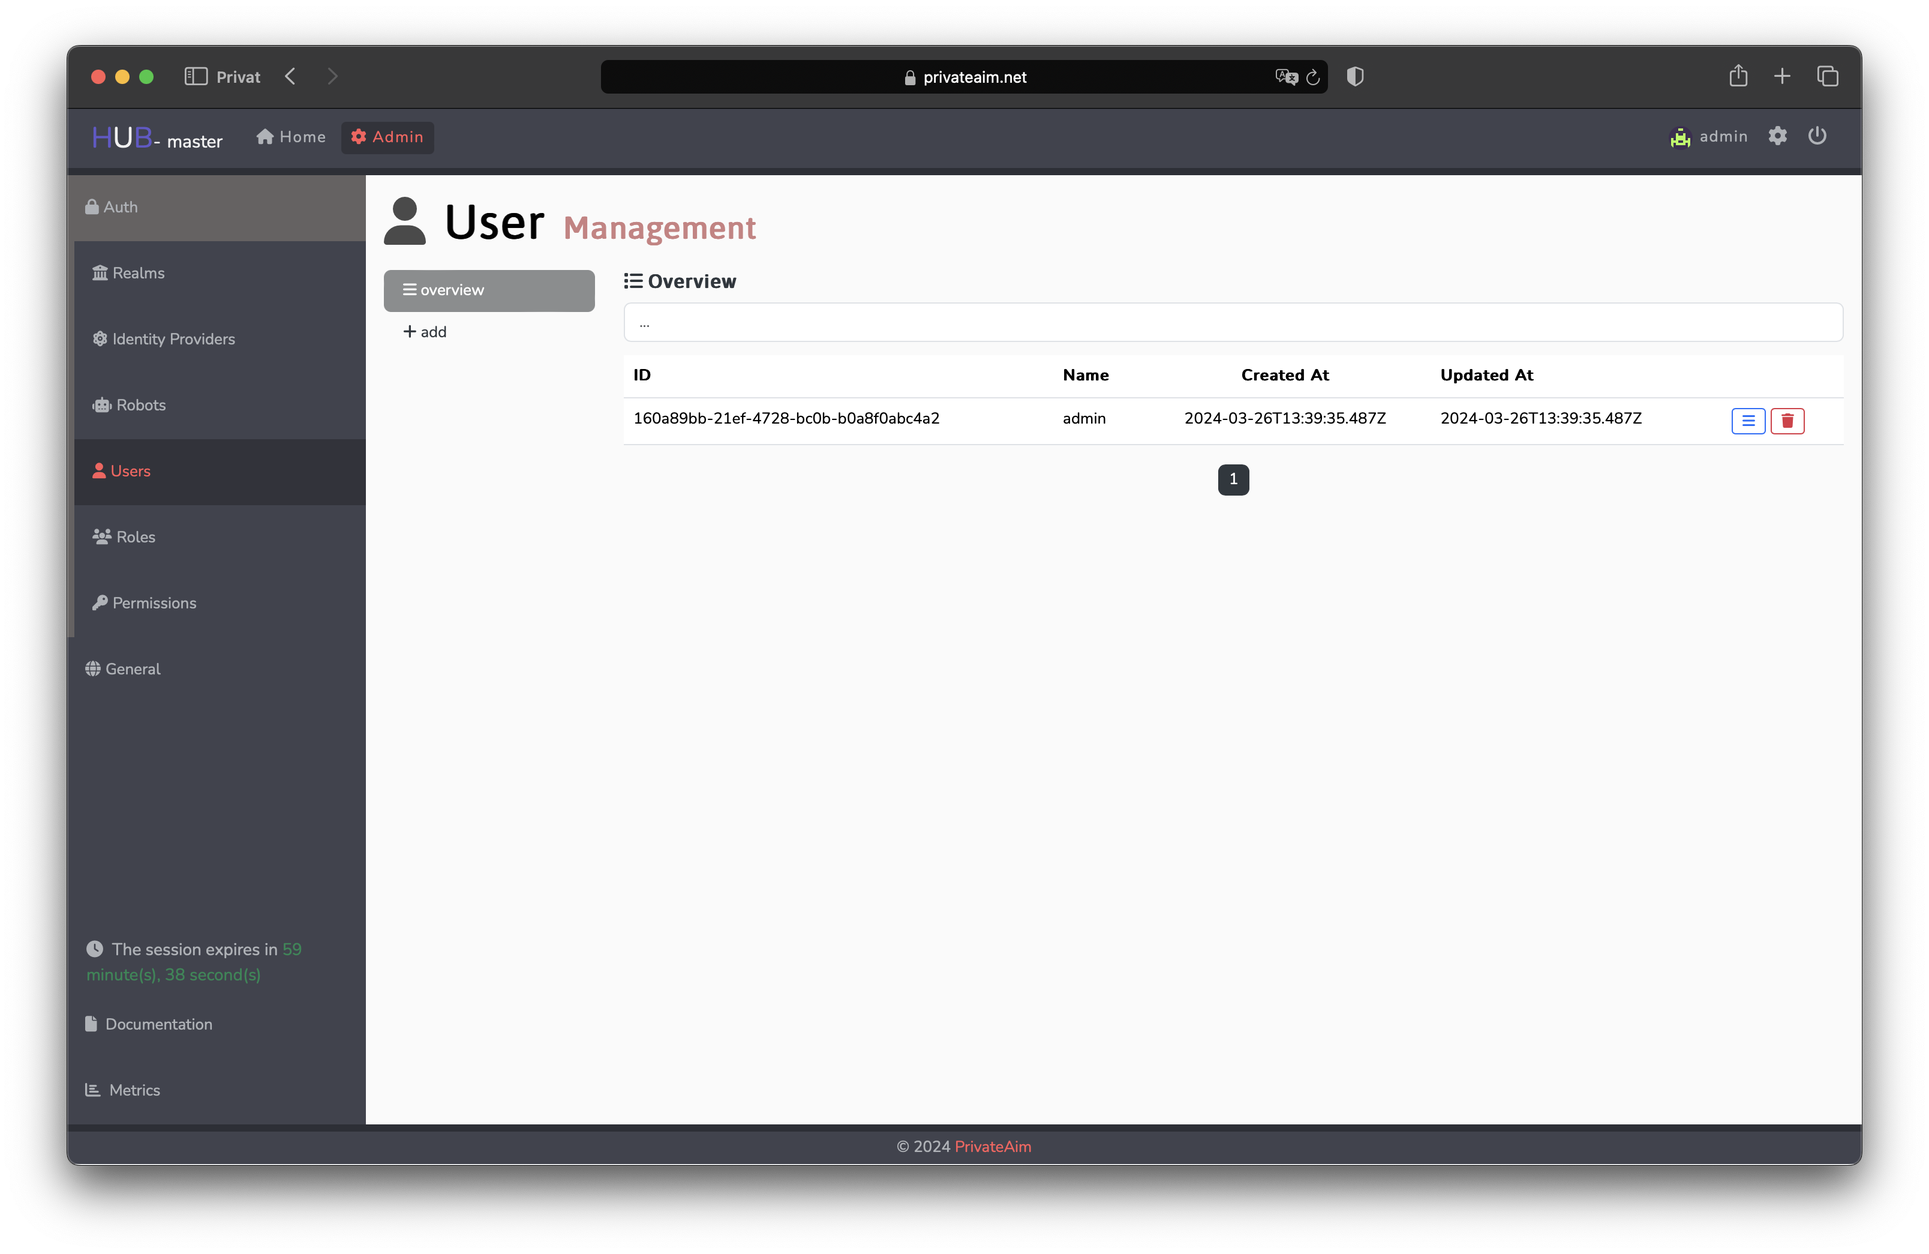 Privat
privateaim.net
HUB- master
Home
Admin
admin
Auth
Realms
Identity Providers
Robots
Users
Roles
Permissions
General
The session expires in 59
minute(s), 38 second(s)
Documentation
Metrics
User Management
overview
add
Overview
...
ID Name Created At Updated At
160a89bb-21ef-4728-bc0b-b0a8f0abc4a2 admin 2024-03-26T13:39:35.487Z 2024-03-26T13:39:35.487Z
1
© 2024 PrivateAim